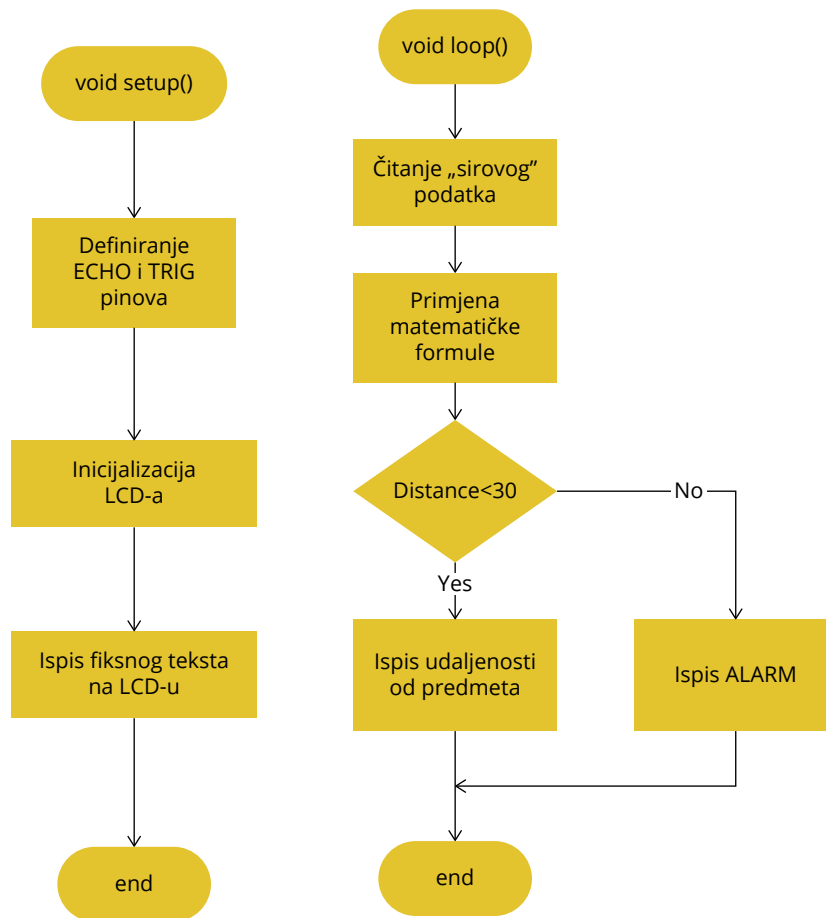 void setup()
Definiranje
ECHO i TRIG
pinova
Inicijalizacija
LCD-a
Ispis fiksnog teksta
na LCD-u
end
void loop()
Čitanje „sirovog”
podatka
Primjena
matematičke
formule
Distance<30
No
Yes
Ispis udaljenosti
od predmeta
Ispis ALARM
end